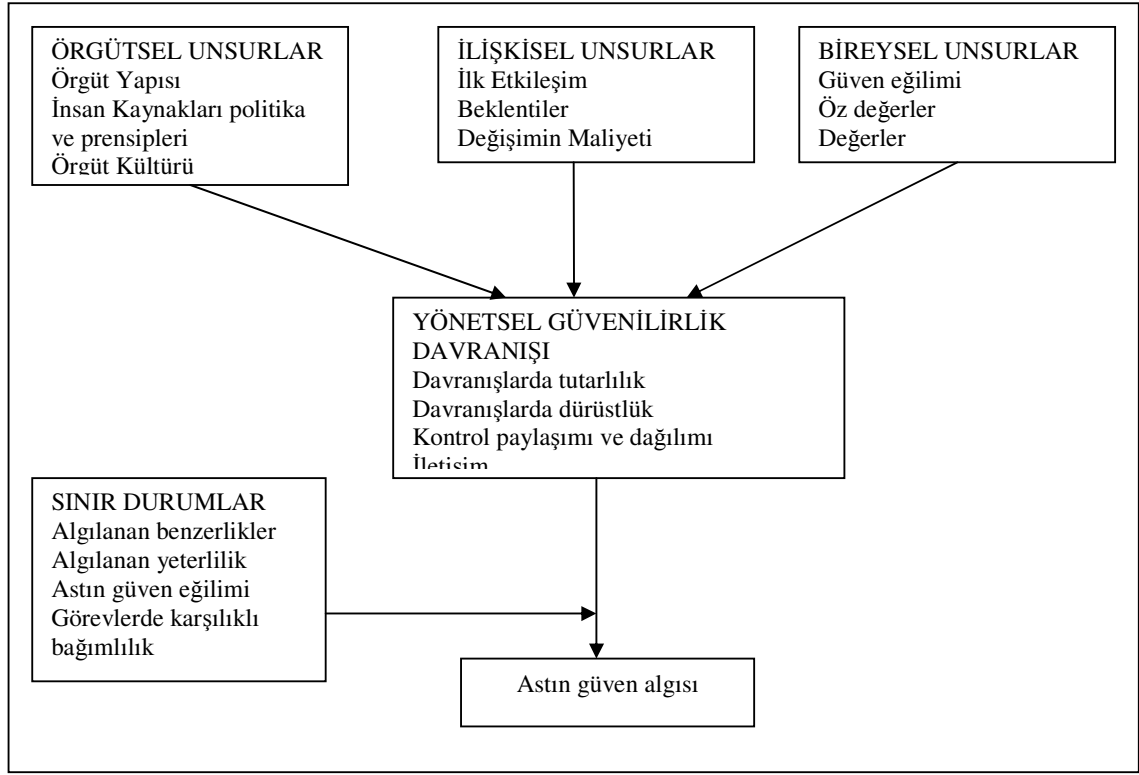 ÖRGÜTSEL UNSURLAR
Örgüt Yapısı
İnsan Kaynakları politika
ve prensipleri
Örgüt Kültürü
İLİŞKİSEL UNSURLAR
İlk Etkileşim
Beklentiler
Değişimin Maliyeti
BİREYSEL UNSURLAR
Güven eğilimi
Öz değerler
Değerler
YÖNETSEL GÜVENİLİRLİK
DAVRANIŞI
Davranışlarda tutarlılık
Davranışlarda dürüstlük
Kontrol paylaşımı ve dağılımı
İletişim
SINIR DURUMLAR
Algılanan benzerlikler
Algılanan yeterlilik
Astın güven eğilimi
Görevlerde karşılıklı
bağımlılık
Astın güven algısı